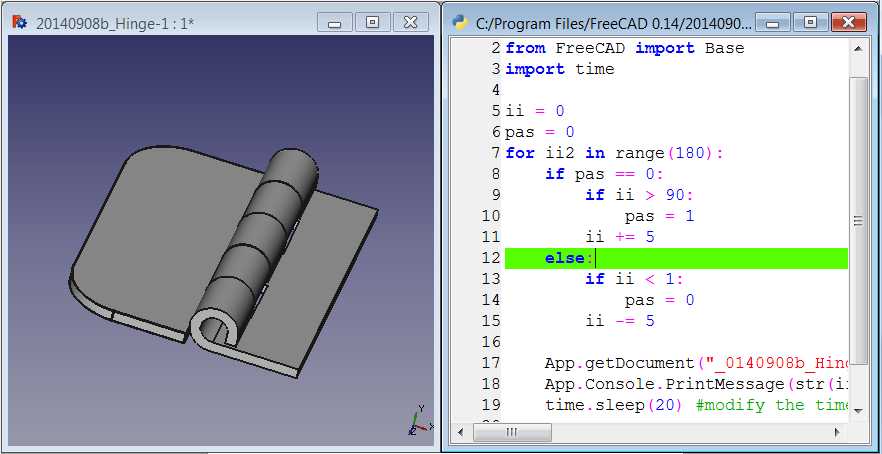 20140908b_Hinge-1 : 1*
C:/Program Files/FreeCAD 0.14/2014090...
2 from FreeCAD import Base
3 import time
4
5 ii = 0
6 pas = 0
7 for ii2 in range(180):
8 if pas == 0:
9 if ii > 90:
10 pas = 1
11 ii += 5
12 else:
13 if ii < 1:
14 pas = 0
15 ii -= 5
16
17 App.getDocument("_0140908b_Hin
18 App.Console.PrintMessage(str(i
19 time.sleep(20) #modify the time
Y
X
Z